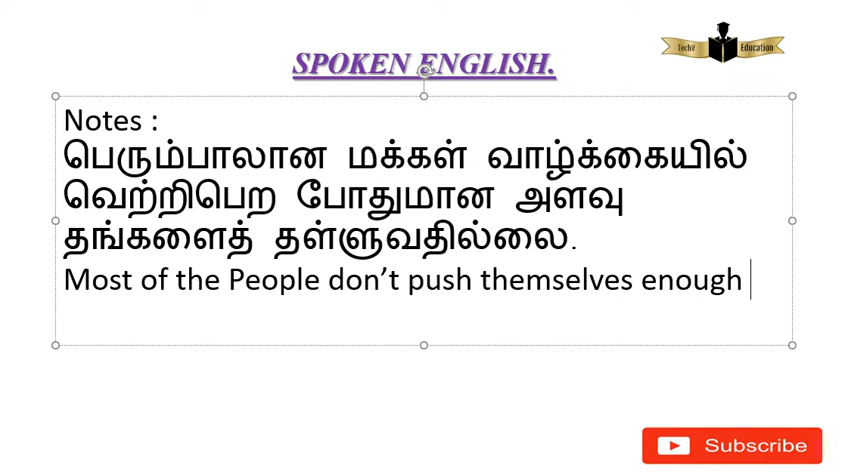 TechV Education
SPOKEN ENGLISH.
Notes :
பெரும்பாலான மக்கள் வாழ்க்கையில்
வெற்றிபெற போதுமான அளவு
தங்களைத் தள்ளுவதில்லை.
Most of the People don’t push themselves enough
Subscribe